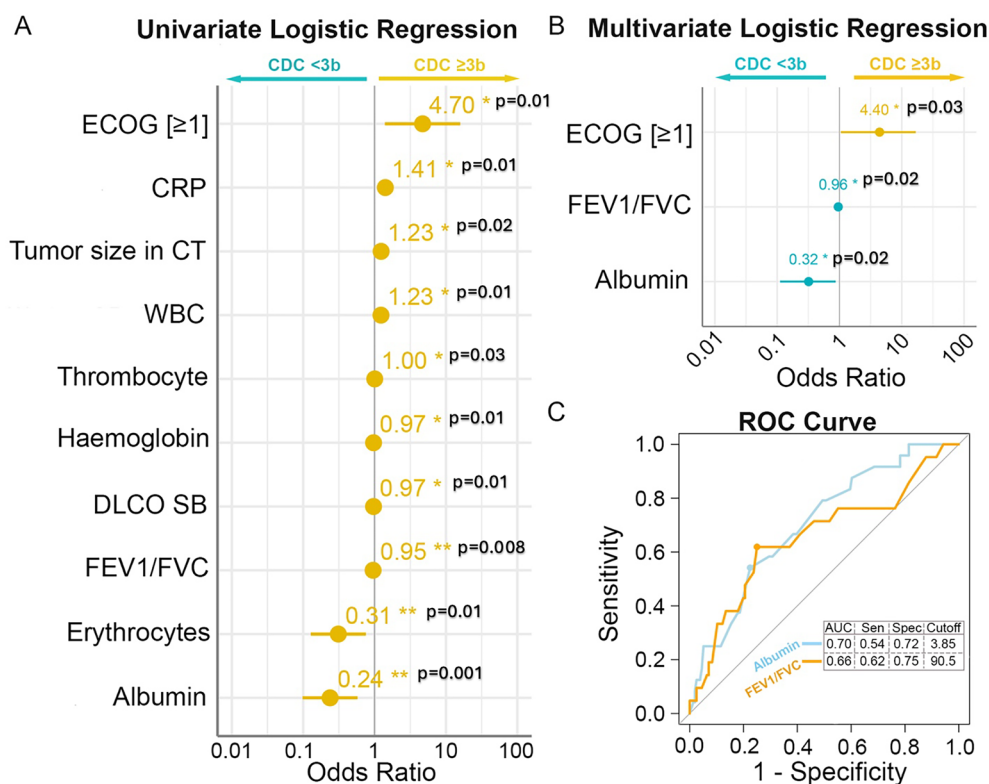 A
Univariate Logistic Regression
CDC <3b
CDC ≥3b
ECOG [≥1]
4.70 * p=0.01
CRP
1.41 * p=0.01
Tumor size in CT
1.23 * p=0.02
WBC
1.23 * p=0.01
Thrombocyte
1.00 * p=0.03
Haemoglobin
0.97 * p=0.01
DLCO SB
0.97 * p=0.01
FEV1/FVC
0.95 ** p=0.008
Erythrocytes
0.31 ** p=0.01
Albumin
0.24 ** p=0.001
0.01 0.1 1 10 100
Odds Ratio
B
Multivariate Logistic Regression
CDC <3b
CDC ≥3b
ECOG [≥1]
4.40 * p=0.03
FEV1/FVC
0.96 * p=0.02
Albumin
0.32 * p=0.02
0.01 0.1 1 10 100
Odds Ratio
C
ROC Curve
Sensitivity
1.0
0.8
0.6
0.4
0.2
0.0
AUC Sen Spec Cutoff
Albumin 0.70 0.54 0.72 3.85
FEV1/FVC 0.66 0.62 0.75 90.5
0.0 0.2 0.4 0.6 0.8 1.0
1 - Specificity